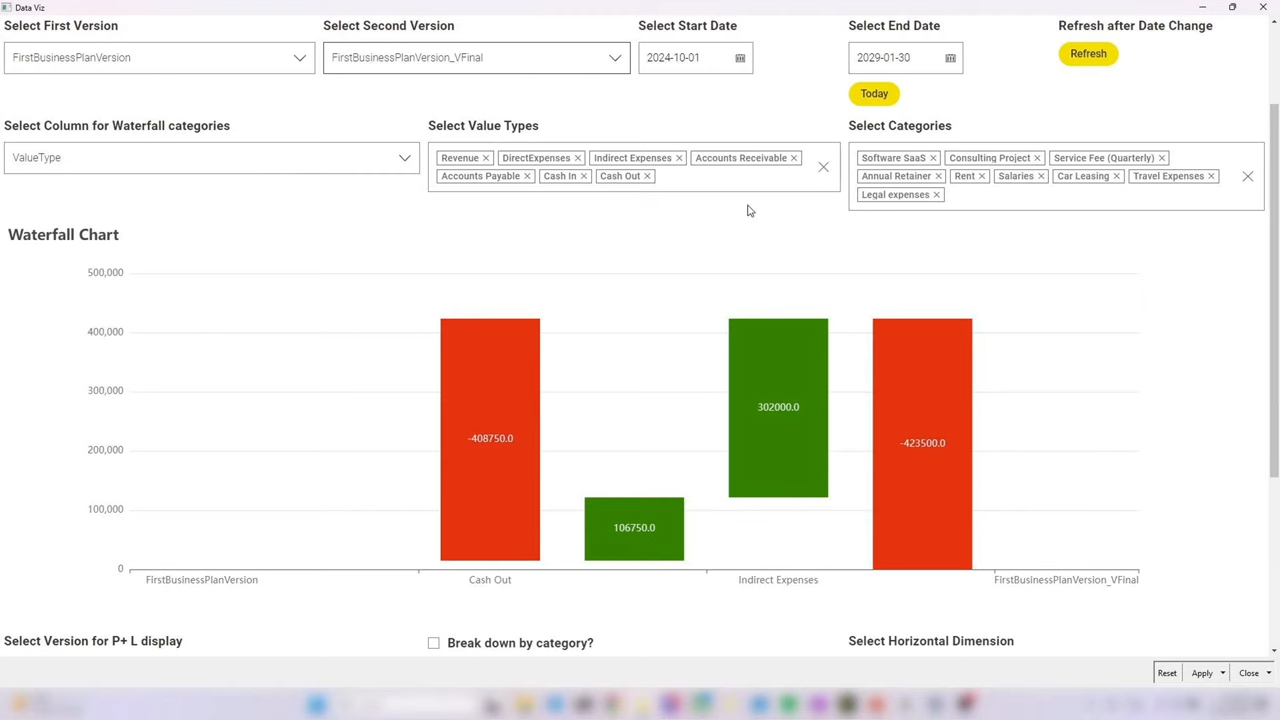 Data Viz
Select First Version
Select Second Version
Select Start Date
Select End Date
Refresh after Date Change
FirstBusinessPlanVersion
FirstBusinessPlanVersion_VFinal
2024-10-01
2029-01-30
Refresh
Today
Select Column for Waterfall categories
Select Value Types
Select Categories
ValueType
Revenue
DirectExpenses
Indirect Expenses
Accounts Receivable
Accounts Payable
Cash In
Cash Out
Software SaaS
Consulting Project
Service Fee (Quarterly)
Annual Retainer
Rent
Salaries
Car Leasing
Travel Expenses
Legal expenses
Waterfall Chart
500,000
400,000
300,000
200,000
100,000
0
-408750.0
106750.0
302000.0
-423500.0
FirstBusinessPlanVersion
Cash Out
Indirect Expenses
FirstBusinessPlanVersion_VFinal
Select Version for P+ L display
Break down by category?
Select Horizontal Dimension
Reset
Apply
Close